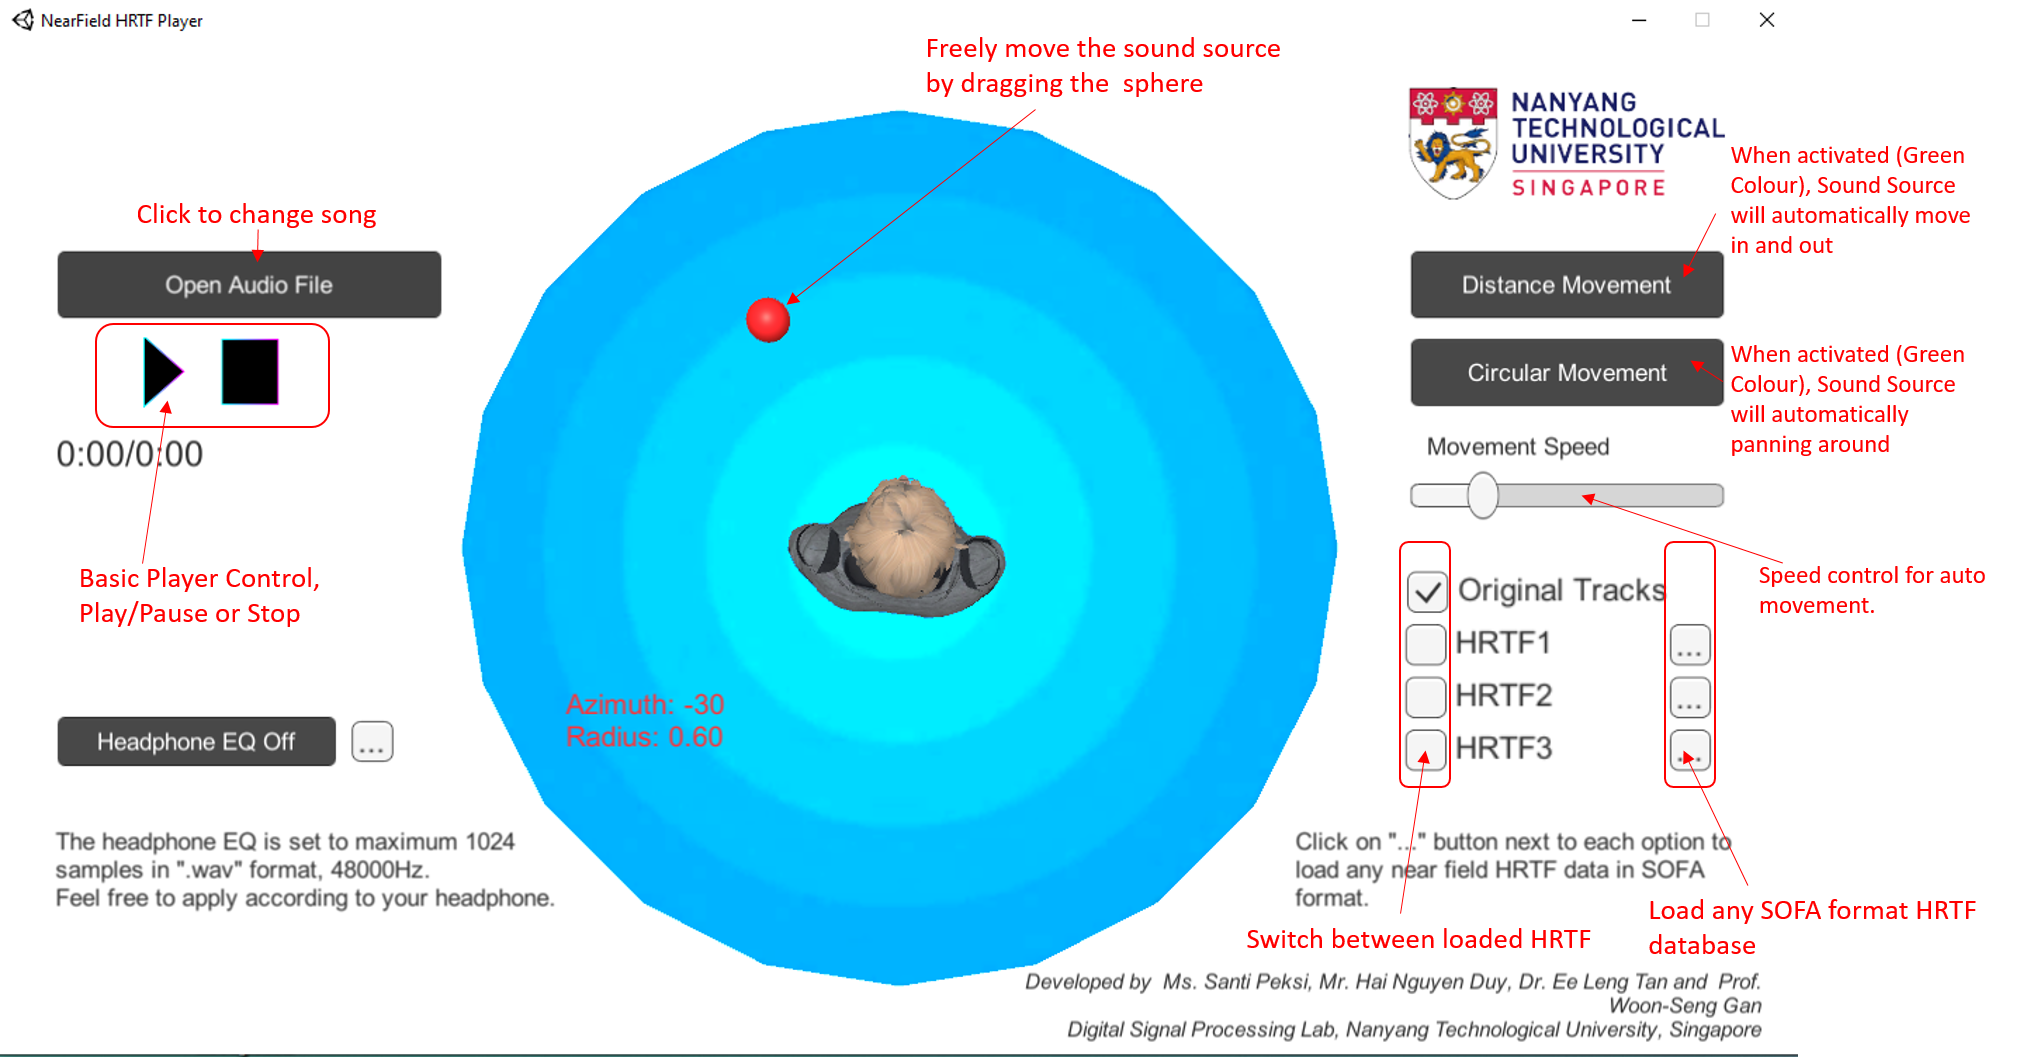 NearField HRTF Player
Freely move the sound source
by dragging the sphere
NANYANG
TECHNOLOGICAL
UNIVERSITY
SINGAPORE
When activated (Green
Colour), Sound Source
will automatically move
in and out
Click to change song
Open Audio File
Distance Movement
When activated (Green
Colour), Sound Source
will automatically
panning around
Circular Movement
0:00/0:00
Movement Speed
Basic Player Control,
Play/Pause or Stop
Speed control for auto
movement.
Original Tracks
HRTF1
...
HRTF2
...
HRTF3
...
Azimuth: -30
Radius: 0.60
Headphone EQ Off
...
The headphone EQ is set to maximum 1024
samples in ".wav" format, 48000Hz.
Feel free to apply according to your headphone.
Click on "..." button next to each option to
load any near field HRTF data in SOFA
format.
Switch between loaded HRTF
Load any SOFA format HRTF
database
Developed by Ms. Santi Peksi, Mr. Hai Nguyen Duy, Dr. Ee Leng Tan and Prof.
Woon-Seng Gan
Digital Signal Processing Lab, Nanyang Technological University, Singapore